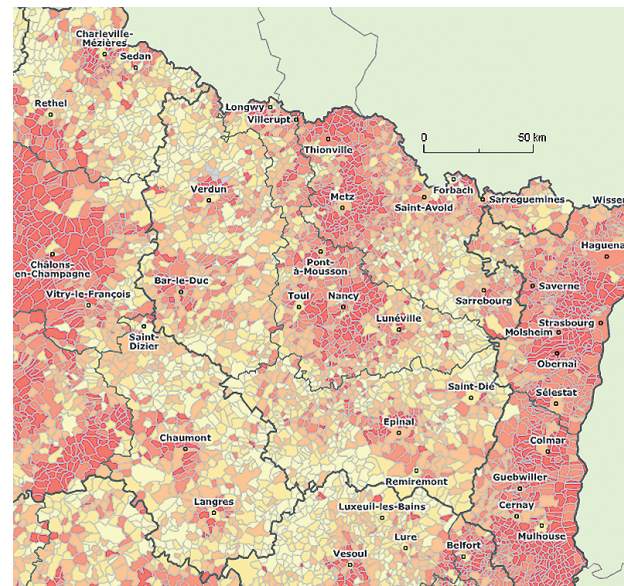 Charleville-
Mézières
Sedan
Rethel
Longwy
Villerupt
0 50 km
Thionville
Verdun
Metz
Forbach
Saint-Avold
Sarreguemines
Wissem
Haguena
Châlons-
en-Champagne
Pont-
à-Mousson
Bar-le-Duc
Vitry-le-François
Toul
Nancy
Sarrebourg
Saverne
Saint-
Dizier
Lunéville
Strasbourg
Molsheim
Obernai
Saint-Dié
Sélestat
Epinal
Chaumont
Colmar
Remiremont
Guebwiller
Langres
Luxeuil-les-Bains
Cernay
Mulhouse
Lure
Belfort
Vesoul